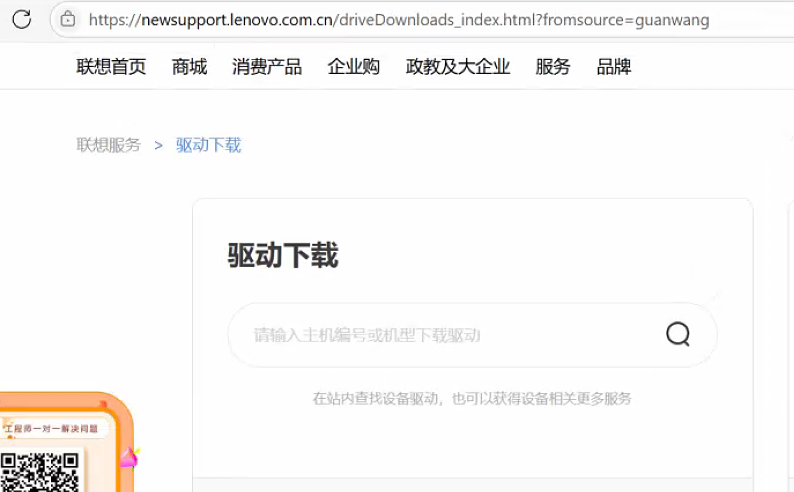 https://newsupport.lenovo.com.cn/driveDownloads_index.html?fromsource=guanwang
联想首页 商城 消费产品 企业购 政教及大企业 服务 品牌
联想服务 > 驱动下载
驱动下载
请输入主机编号或机型下载驱动
在站内查找设备驱动，也可以获得设备相关更多服务
工程师一对一解决问题